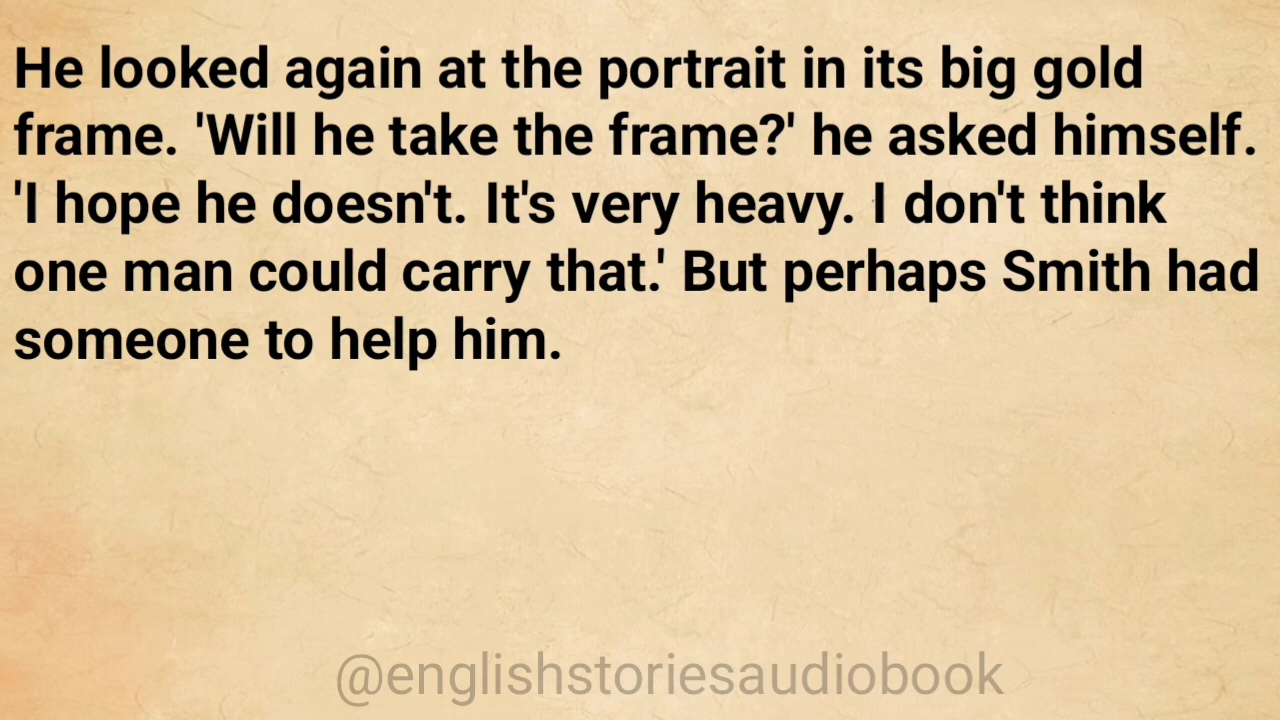 He looked again at the portrait in its big gold
frame. 'Will he take the frame?' he asked himself.
'I hope he doesn't. It's very heavy. I don't think
one man could carry that.' But perhaps Smith had
someone to help him.
@englishstoriesaudiobook